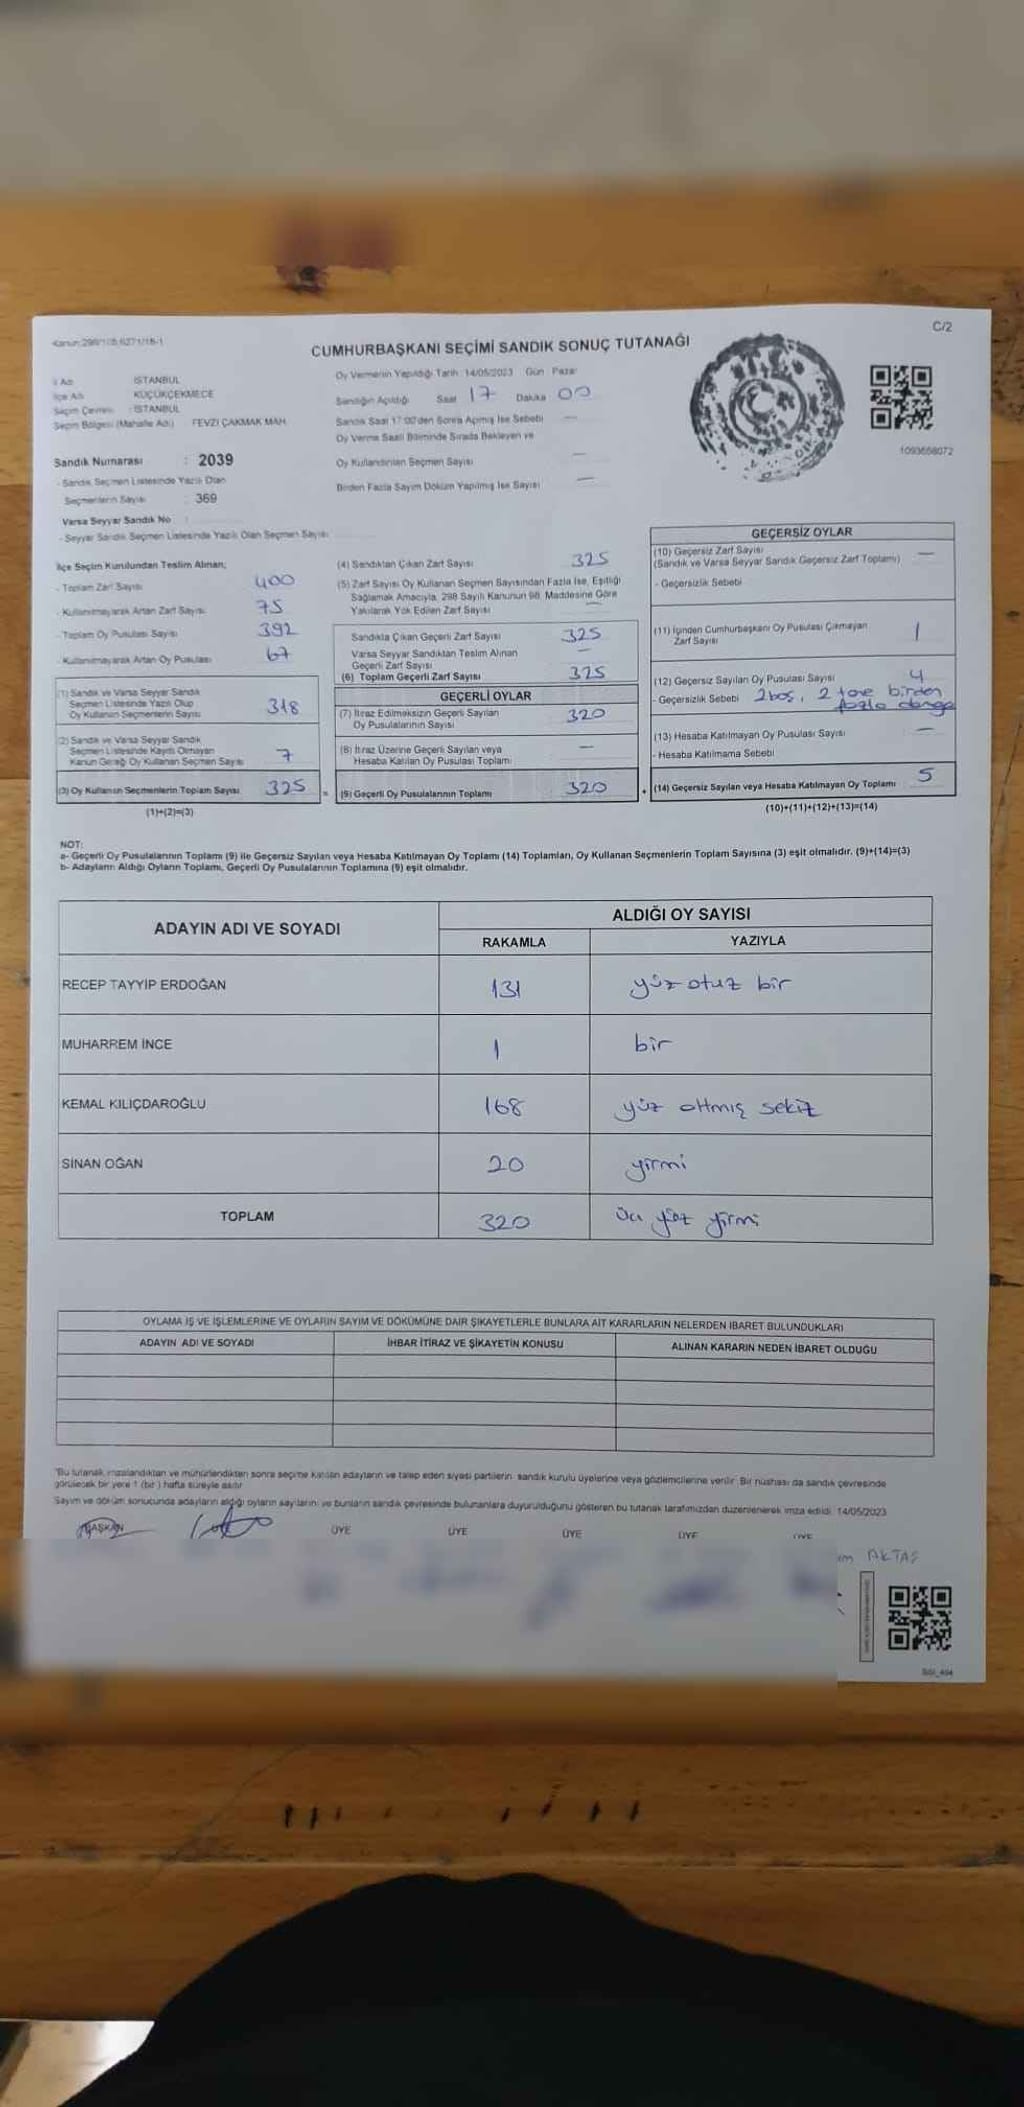 Kanun:298/105,6271/18-1
C/2
CUMHURBAŞKANI SEÇİMİ SANDIK SONUÇ TUTANAĞI
İl Adı : İSTANBUL
İlçe Adı : KÜÇÜKÇEKMECE
Seçim Çevresi : İSTANBUL
Seçim Bölgesi (Mahalle Adı) FEVZİ ÇAKMAK MAH.
Sandık Numarası : 2039
- Sandık Seçmen Listesinde Yazılı Olan
Seçmenlerin Sayısı : 369
Varsa Seyyar Sandık No :
- Seyyar Sandık Seçmen Listesinde Yazılı Olan Seçmen Sayısı
Oy Vermenin Yapıldığı Tarih :14/05/2023 Gün : Pazar
Sandığın Açıldığı Saat 17 Dakika 00
Sandık Saat 17:00'den Sonra Açılmış İse Sebebi —
Oy Verme Saati Bitiminde Sırada Bekleyen ve
Oy Kullandırılan Seçmen Sayısı —
Birden Fazla Sayım Döküm Yapılmış İse Sayısı —
1093658072
İlçe Seçim Kurulundan Teslim Alınan;
- Toplam Zarf Sayısı 400
- Kullanılmayarak Artan Zarf Sayısı 75
- Toplam Oy Pusulası Sayısı 392
- Kullanılmayarak Artan Oy Pusulası 67
(1) Sandık ve Varsa Seyyar Sandık
Seçmen Listesinde Yazılı Olup
Oy Kullanan Seçmenlerin Sayısı 318
(2) Sandık ve Varsa Seyyar Sandık
Seçmen Listesinde Kayıtlı Olmayan
Kanun Gereği Oy Kullanan Seçmen Sayısı 7
(3) Oy Kullanan Seçmenlerin Toplam Sayısı 325
(1)+(2)=(3)
(4) Sandıktan Çıkan Zarf Sayısı 325
(5) Zarf Sayısı Oy Kullanan Seçmen Sayısından Fazla İse, Eşitliği
Sağlamak Amacıyla, 298 Sayılı Kanunun 98. Maddesine Göre
Yakılarak Yok Edilen Zarf Sayısı —
Sandıkta Çıkan Geçerli Zarf Sayısı 325
Varsa Seyyar Sandıktan Teslim Alınan
Geçerli Zarf Sayısı —
(6) Toplam Geçerli Zarf Sayısı 325
GEÇERLİ OYLAR
(7) İtiraz Edilmeksizin Geçerli Sayılan
Oy Pusulalarının Sayısı 320
(8) İtiraz Üzerine Geçerli Sayılan veya
Hesaba Katılan Oy Pusulası Toplamı —
= (9) Geçerli Oy Pusulalarının Toplamı 320 +
GEÇERSİZ OYLAR
(10) Geçersiz Zarf Sayısı
(Sandık ve Varsa Seyyar Sandık Geçersiz Zarf Toplamı) —
- Geçersizlik Sebebi
(11) İçinden Cumhurbaşkanı Oy Pusulası Çıkmayan
Zarf Sayısı 1
(12) Geçersiz Sayılan Oy Pusulası Sayısı 4
- Geçersizlik Sebebi 2 boş, 2 tane birden
fazla damga
(13) Hesaba Katılmayan Oy Pusulası Sayısı —
- Hesaba Katılmama Sebebi
(14) Geçersiz Sayılan veya Hesaba Katılmayan Oy Toplamı 5
(10)+(11)+(12)+(13)=(14)
NOT:
a- Geçerli Oy Pusulalarının Toplamı (9) ile Geçersiz Sayılan veya Hesaba Katılmayan Oy Toplamı (14) Toplamları, Oy Kullanan Seçmenlerin Toplam Sayısına (3) eşit olmalıdır. (9)+(14)=(3)
b- Adayların Aldığı Oyların Toplamı, Geçerli Oy Pusulalarının Toplamına (9) eşit olmalıdır.
ADAYIN ADI VE SOYADI
ALDIĞI OY SAYISI
RAKAMLA YAZIYLA
RECEP TAYYİP ERDOĞAN 131 yüz otuz bir
MUHARREM İNCE 1 bir
KEMAL KILIÇDAROĞLU 168 yüz altmış sekiz
SİNAN OĞAN 20 yirmi
TOPLAM 320 üç yüz yirmi
OYLAMA İŞ VE İŞLEMLERİNE VE OYLARIN SAYIM VE DÖKÜMÜNE DAİR ŞİKAYETLERLE BUNLARA AİT KARARLARIN NELERDEN İBARET BULUNDUKLARI
ADAYIN ADI VE SOYADI İHBAR İTİRAZ VE ŞİKAYETİN KONUSU ALINAN KARARIN NEDEN İBARET OLDUĞU
"Bu tutanak, imzalandıktan ve mühürlendikten sonra seçime katılan adayların ve talep eden siyasi partilerin sandık kurulu üyelerine veya gözlemcilerine verilir. Bir nüshası da sandık çevresinde
görülecek bir yere 1 (bir) hafta süreyle asılır
Sayım ve döküm sonucunda adayların aldığı oyların sayılarını ve bunların sandık çevresinde bulunanlara duyurulduğunu gösteren bu tutanak tarafımızdan düzenlenerek imza edildi. 14/05/2023
BAŞKAN ÜYE ÜYE ÜYE ÜYE ÜYE
AKTAŞ